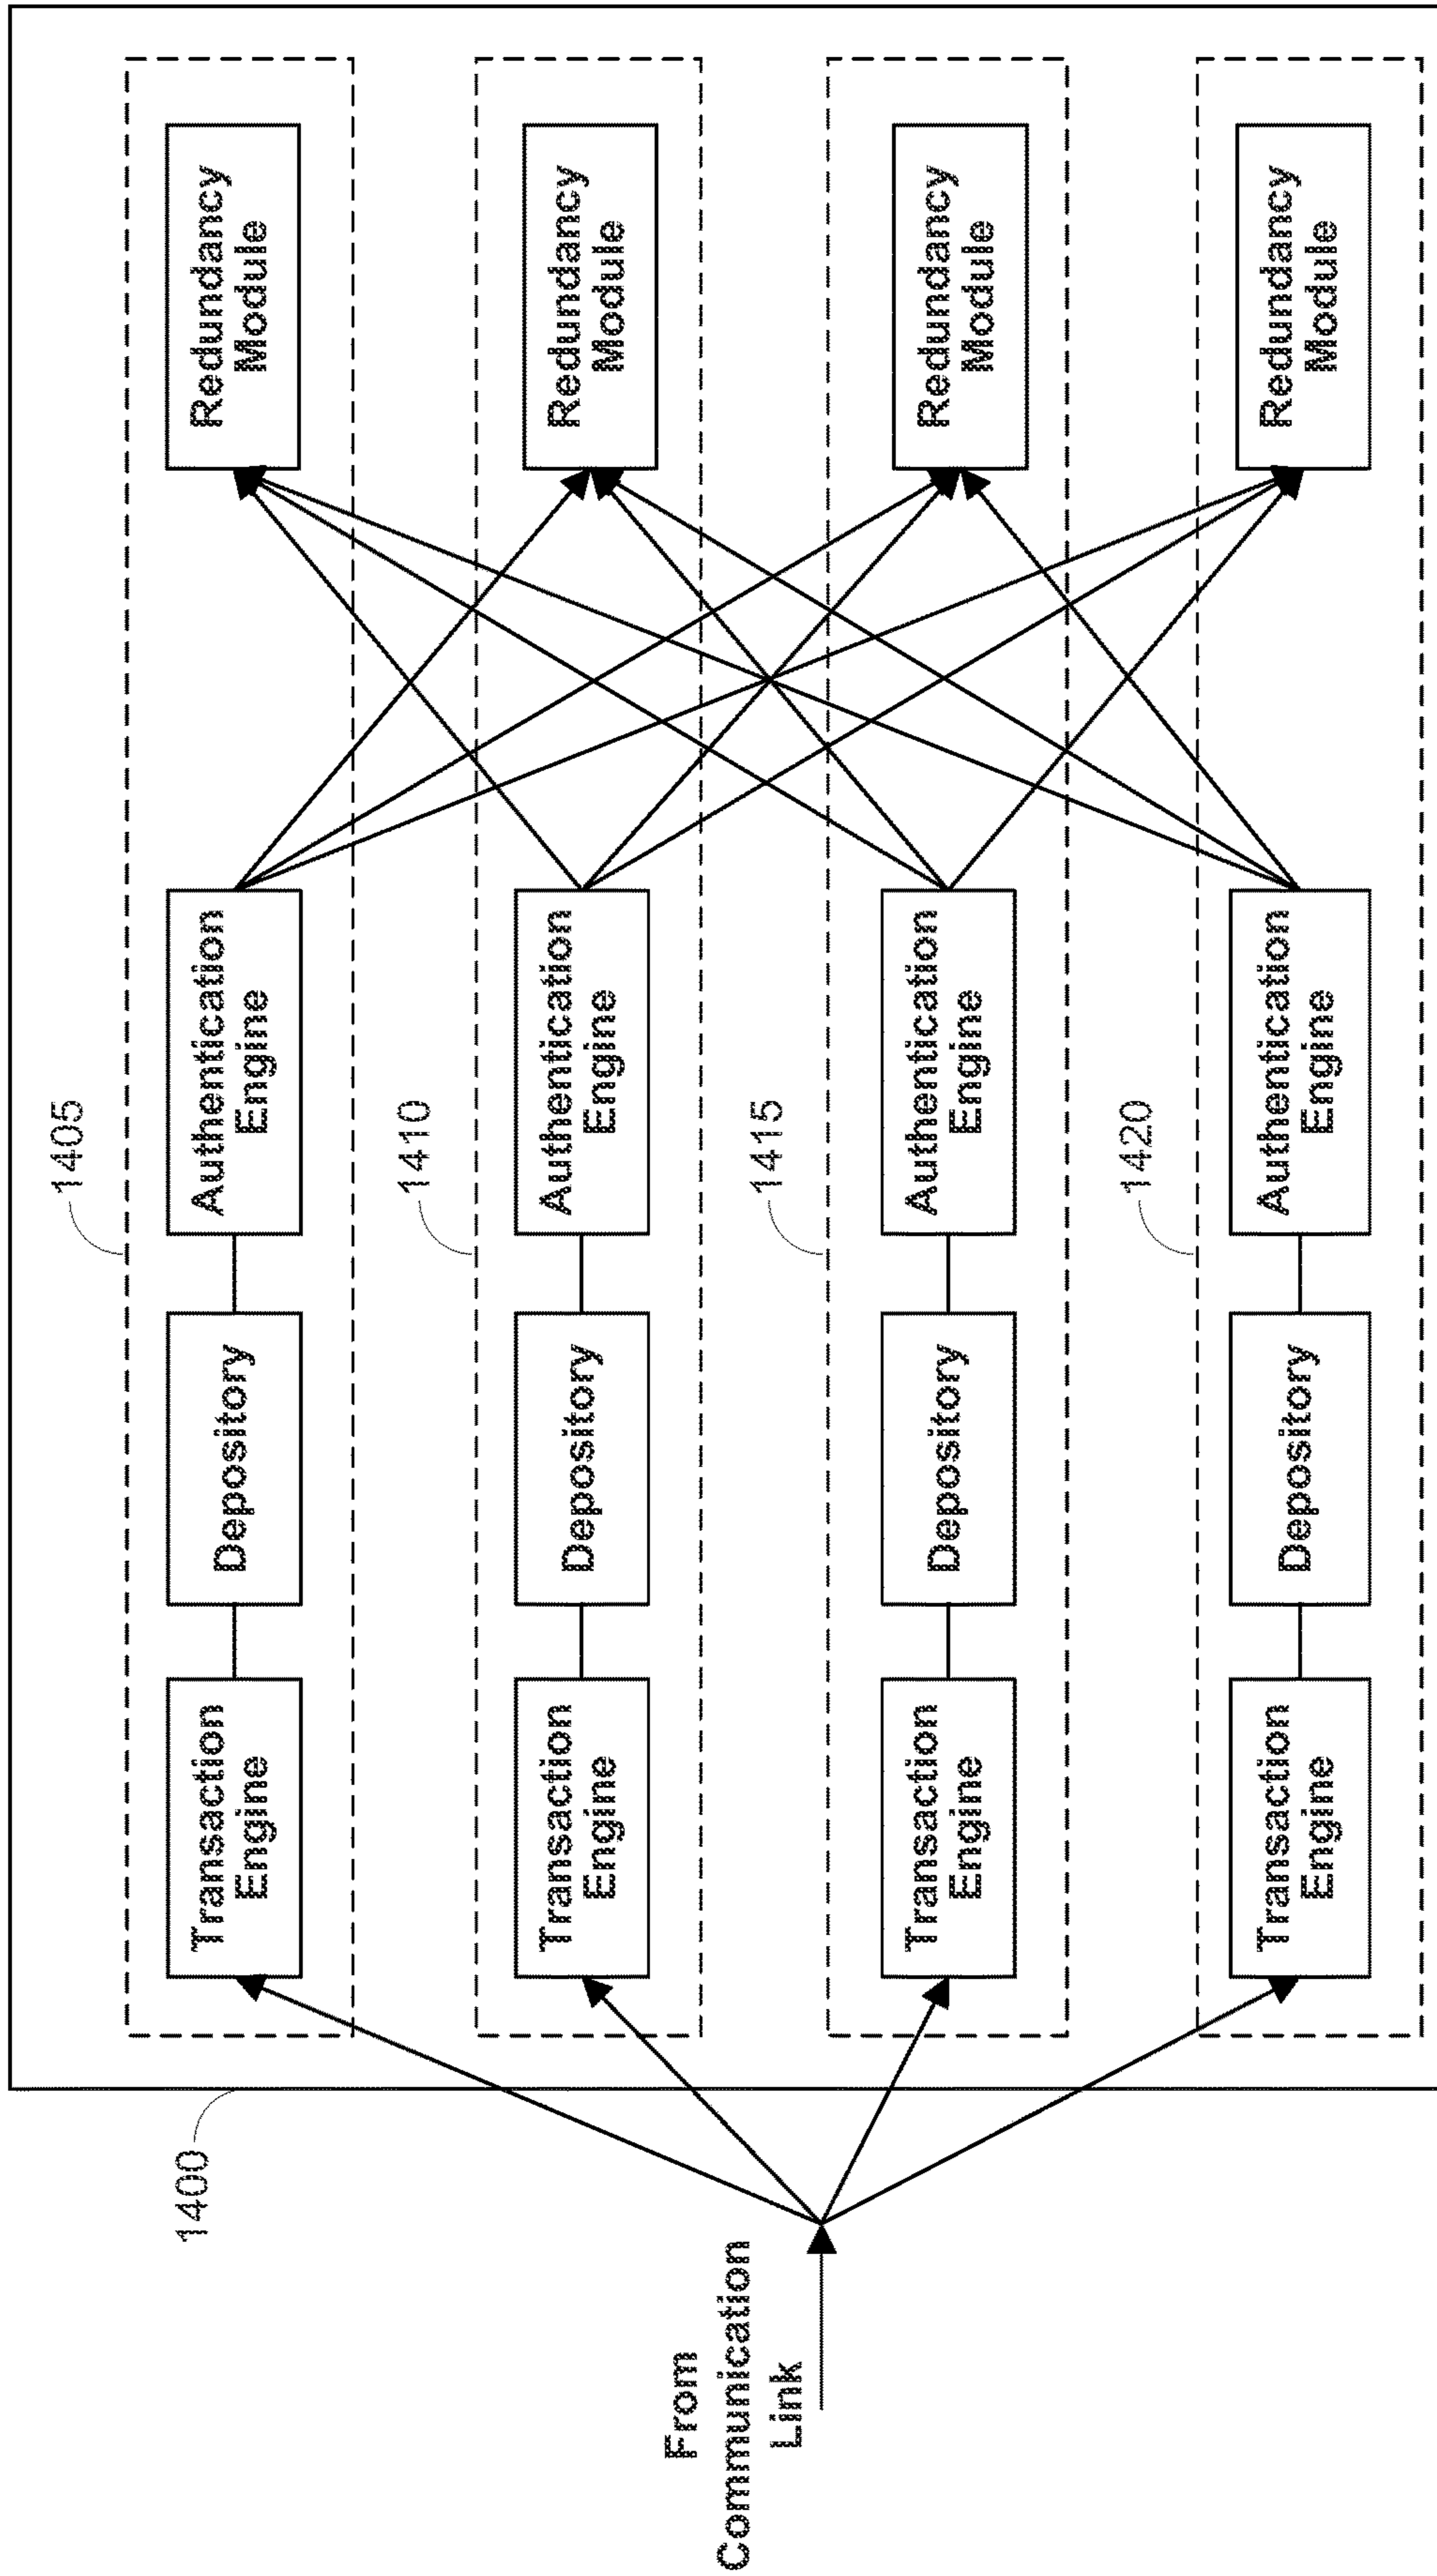 1400
From
Communication
Link
1405
Transaction
Engine
Depository
Authentication
Engine
Redundancy
Module
1410
Transaction
Engine
Depository
Authentication
Engine
Redundancy
Module
1415
Transaction
Engine
Depository
Authentication
Engine
Redundancy
Module
1420
Transaction
Engine
Depository
Authentication
Engine
Redundancy
Module